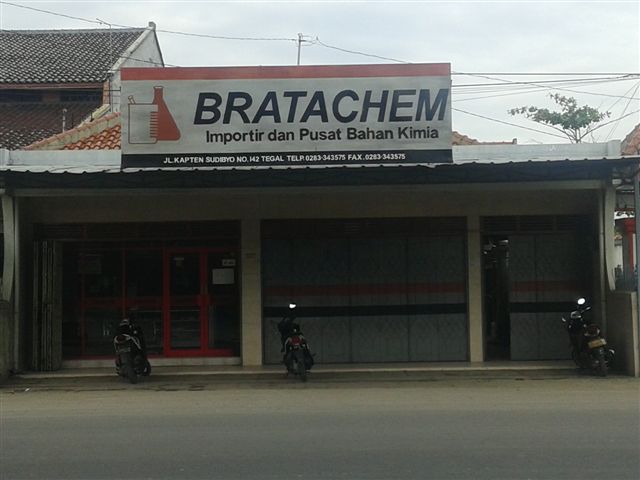 BRATACHEM
Importir dan Pusat Bahan Kimia
JL.KAPTEN SUDIBYO NO.142 TEGAL TELP.0283-343575 FAX.0283-343575